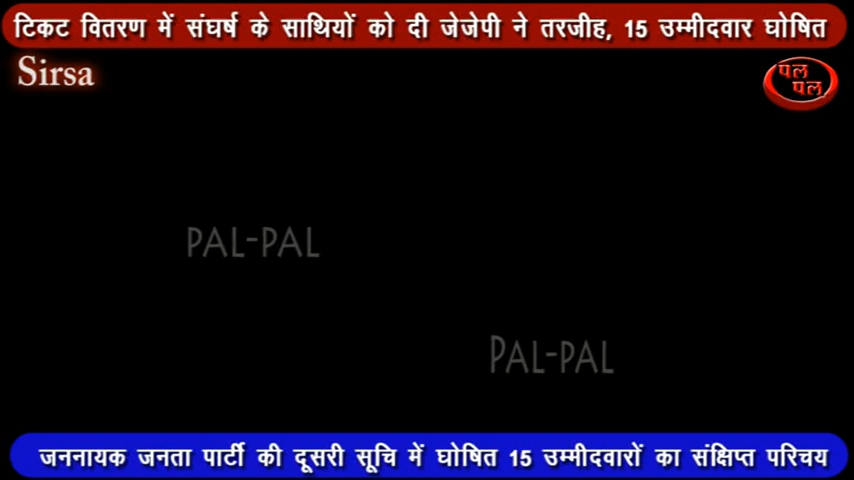 टिकट वितरण में संघर्ष के साथियों को दी जेजेपी ने तरजीह, 15 उम्मीदवार घोषित
Sirsa
पल
पल
PAL-PAL
PAL-PAL
जननायक जनता पार्टी की दूसरी सूचि में घोषित 15 उम्मीदवारों का संक्षिप्त परिचय